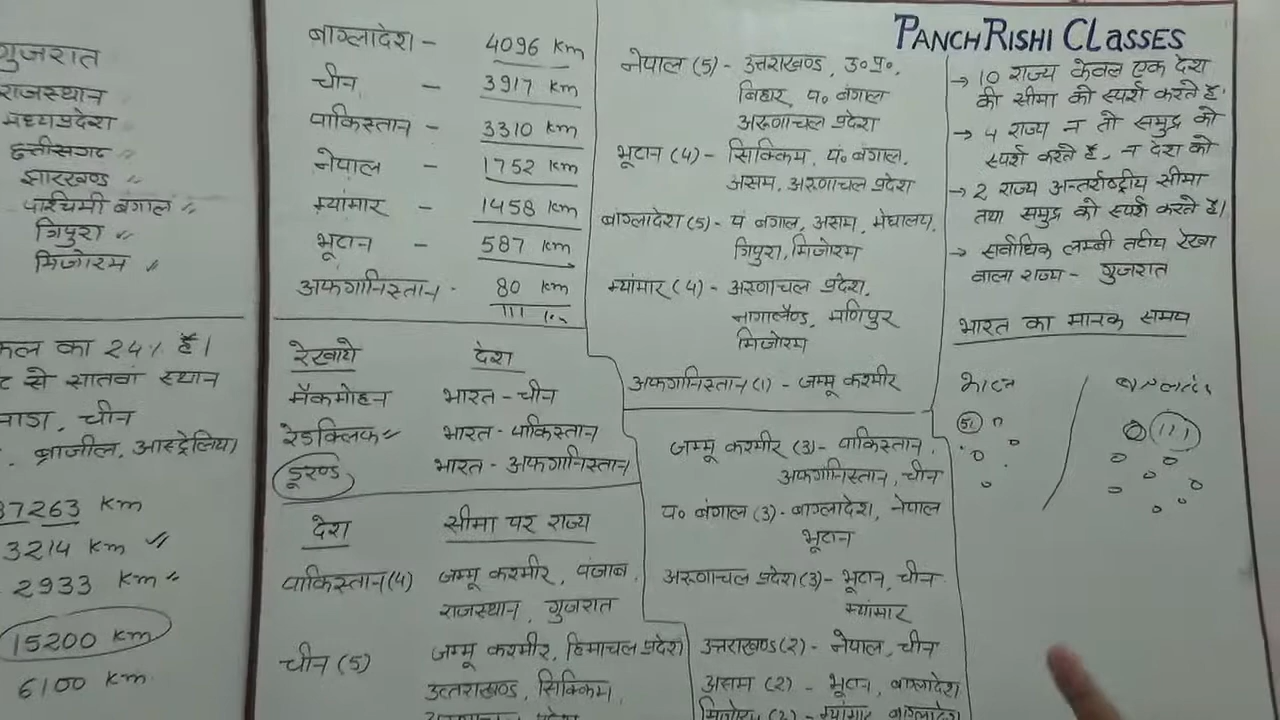 गुजरात
राजस्थान
मध्यप्रदेश
छत्तीसगढ़ "
झारखण्ड "
पश्चिमी बंगाल "
त्रिपुरा "
मिजोरम "
कल का 24% है।
से सातवां स्थान
चीन
ब्राजील, आस्ट्रेलिया
37263 Km
3214 Km
2933 Km
15200 Km
6100 Km
बांग्लादेश - 4096 Km
चीन - 3917 Km
पाकिस्तान - 3310 Km
नेपाल - 1752 Km
म्यांमार - 1458 Km
भूटान - 587 Km
अफगानिस्तान - 80 Km
रेखाये देश
मैकमोहन भारत - चीन
रेडक्लिफ भारत - पाकिस्तान
डूरण्ड भारत - अफगानिस्तान
देश सीमा पर राज्य
पाकिस्तान (4) जम्मू कश्मीर, पंजाब,
राजस्थान, गुजरात
चीन (5) जम्मू कश्मीर, हिमाचल प्रदेश
उत्तराखण्ड, सिक्किम,
नेपाल (5) - उत्तराखण्ड, उ०प्र०,
बिहार, प० बंगाल
अरूणाचल प्रदेश
भूटान (4) - सिक्किम, पं० बंगाल,
असम, अरूणाचल प्रदेश
बांग्लादेश (5) - पं बंगाल, असम, मेघालय,
त्रिपुरा, मिजोरम
म्यांमार (4) - अरूणाचल प्रदेश,
नागालैण्ड, मणिपुर
मिजोरम
अफगानिस्तान (1) - जम्मू कश्मीर
जम्मू कश्मीर (3) - पाकिस्तान,
अफगानिस्तान, चीन
प० बंगाल (3) - बांग्लादेश, नेपाल
भूटान
अरूणाचल प्रदेश (3) - भूटान, चीन
म्यांमार
उत्तराखण्ड (2) - नेपाल, चीन
असम (2) - भूटान, बांग्लादेश
मिजोरम (2) - म्यांमार, बांग्लादेश
PANCH RISHI CLASSES
→ 10 राज्य केवल एक देश
की सीमा को स्पर्श करते हैं।
→ 4 राज्य न तो समुद्र को
स्पर्श करते हैं, न देश को
→ 2 राज्य अन्तर्राष्ट्रीय सीमा
तथा समुद्र को स्पर्श करते हैं।
→ सर्वाधिक लम्बी तटीय रेखा
वाला राज्य - गुजरात
भारत का मानक समय
51
111